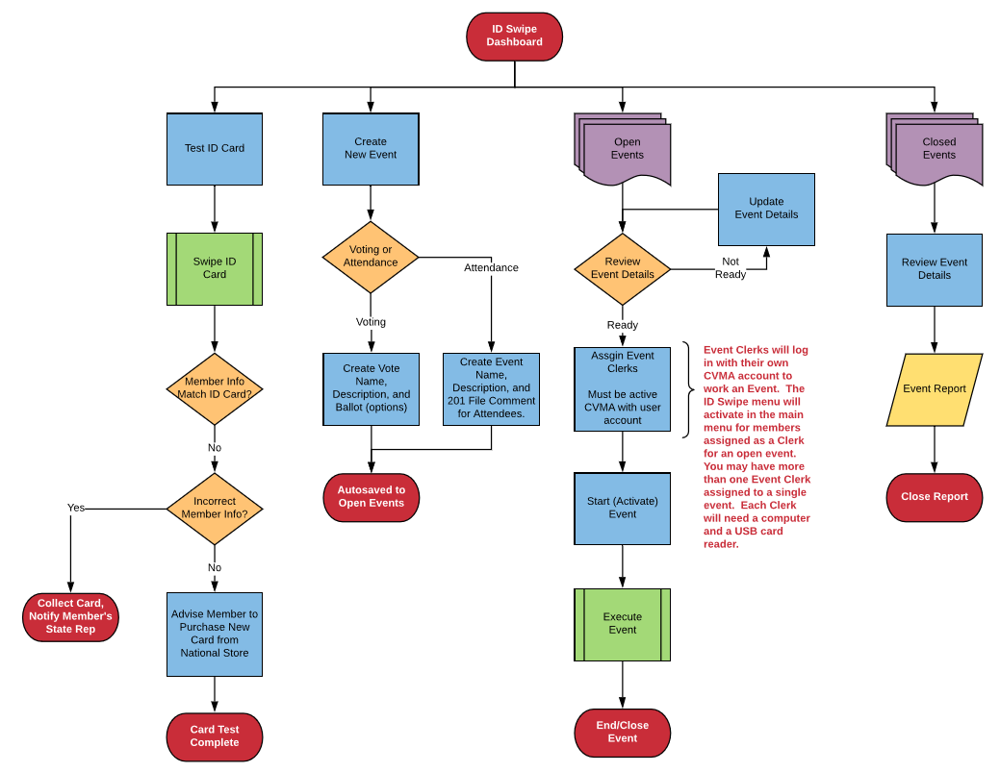 ID Swipe
Dashboard
Test ID Card
Create
New Event
Open
Events
Closed
Events
Update
Event Details
Swipe ID
Card
Voting or
Attendance
Attendance
Review
Event Details
Not
Ready
Review Event
Details
Voting
Ready
Member Info
Match ID Card?
Create Vote
Name,
Description, and
Ballot (options)
Create Event
Name,
Description, and
201 File Comment
for Attendees.
Assgin Event
Clerks
Must be active
CVMA with user
account
Event Clerks will log
in with their own
CVMA account to
work an Event.  The
ID Swipe menu will
activate in the main
menu for members
assigned as a Clerk
for an open event.
You may have more
than one Event Clerk
assigned to a single
event.  Each Clerk
will need a computer
and a USB card
reader.
Event Report
No
Incorrect
Member Info?
Yes
Autosaved to
Open Events
Start (Activate)
Event
Close Report
No
Collect Card,
Notify Member's
State Rep
Advise Member to
Purchase New
Card from
National Store
Execute
Event
Card Test
Complete
End/Close
Event